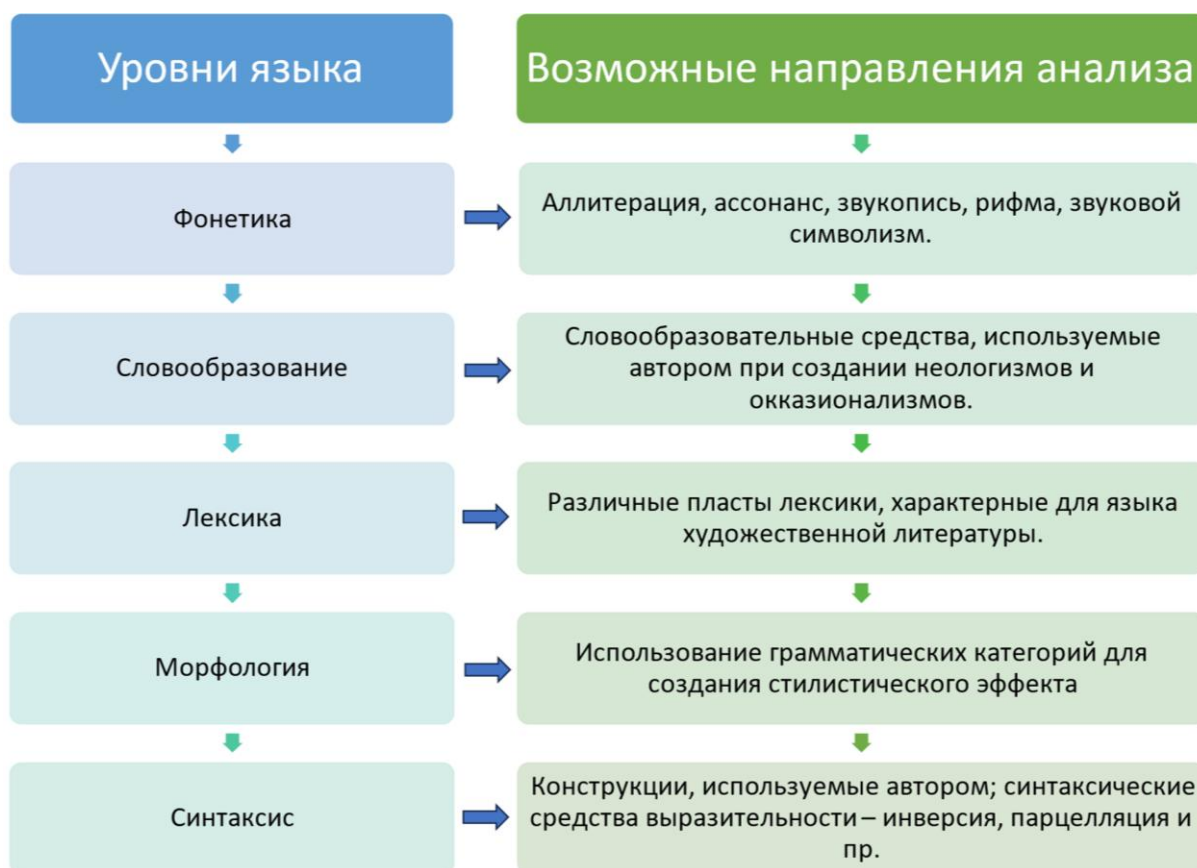 Уровни языка
Возможные направления анализа
Фонетика
Аллитерация, ассонанс, звукопись, рифма, звуковой
символизм.
Словообразование
Словообразовательные средства, используемые
автором при создании неологизмов и
окказионализмов.
Лексика
Различные пласты лексики, характерные для языка
художественной литературы.
Морфология
Использование грамматических категорий для
создания стилистического эффекта
Синтаксис
Конструкции, используемые автором; синтаксические
средства выразительности – инверсия, парцелляция и
пр.